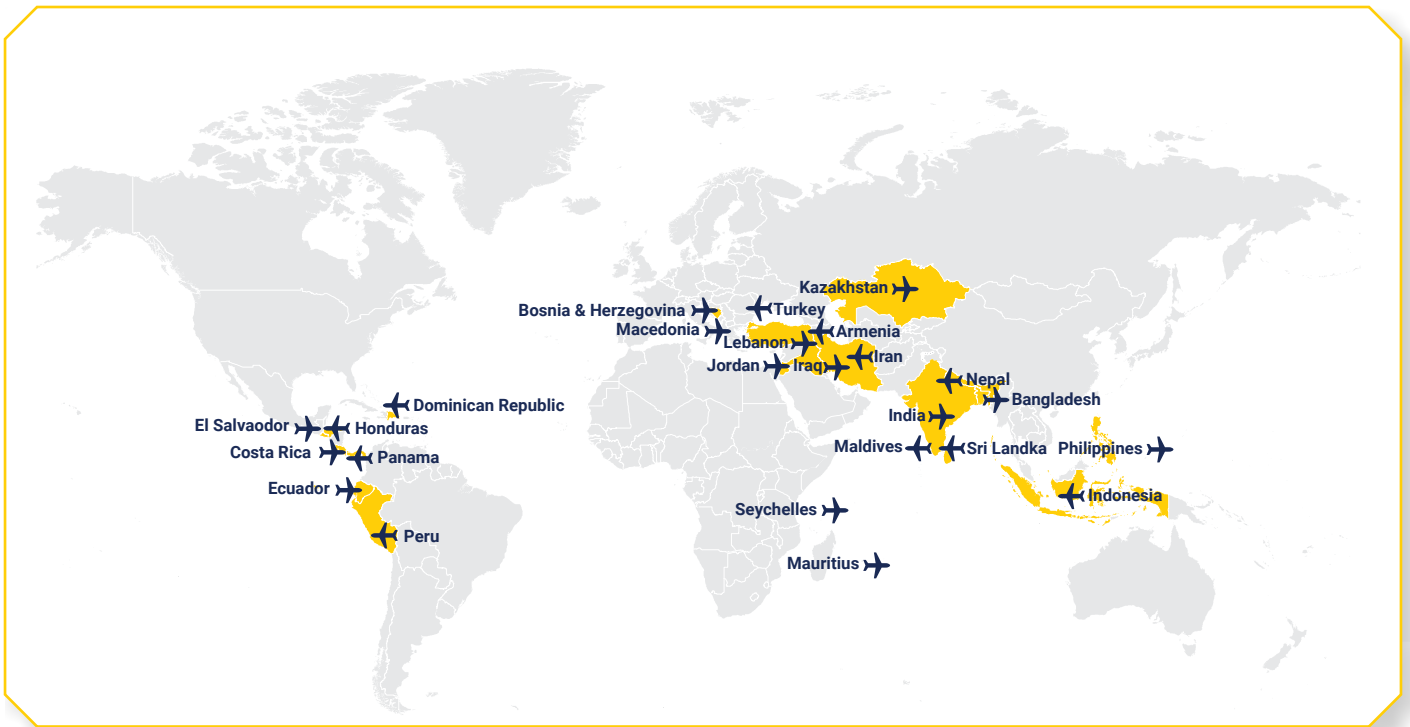 Kazakhstan
Bosnia & Herzegovina
Turkey
Macedonia
Armenia
Lebanon
Iran
Jordan
Iraq
Nepal
Bangladesh
Dominican Republic
India
El Salvaodor
Honduras
Maldives
Sri Landka
Philippines
Costa Rica
Panama
Ecuador
Indonesia
Seychelles
Peru
Mauritius